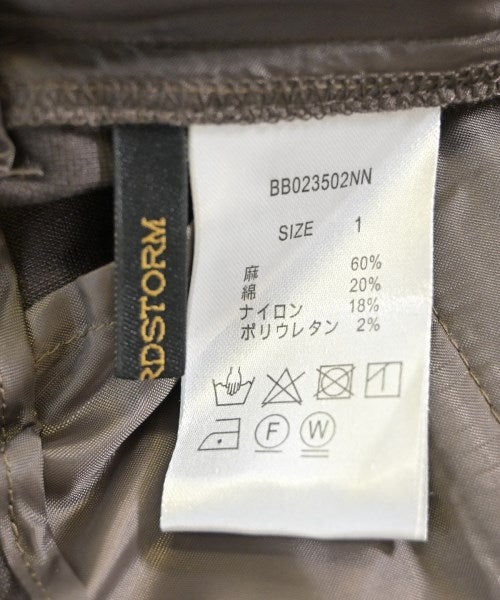 RDSTORM
BB023502NN
SIZE 1
麻 60%
綿 20%
ナイロン 18%
ポリウレタン 2%
F W